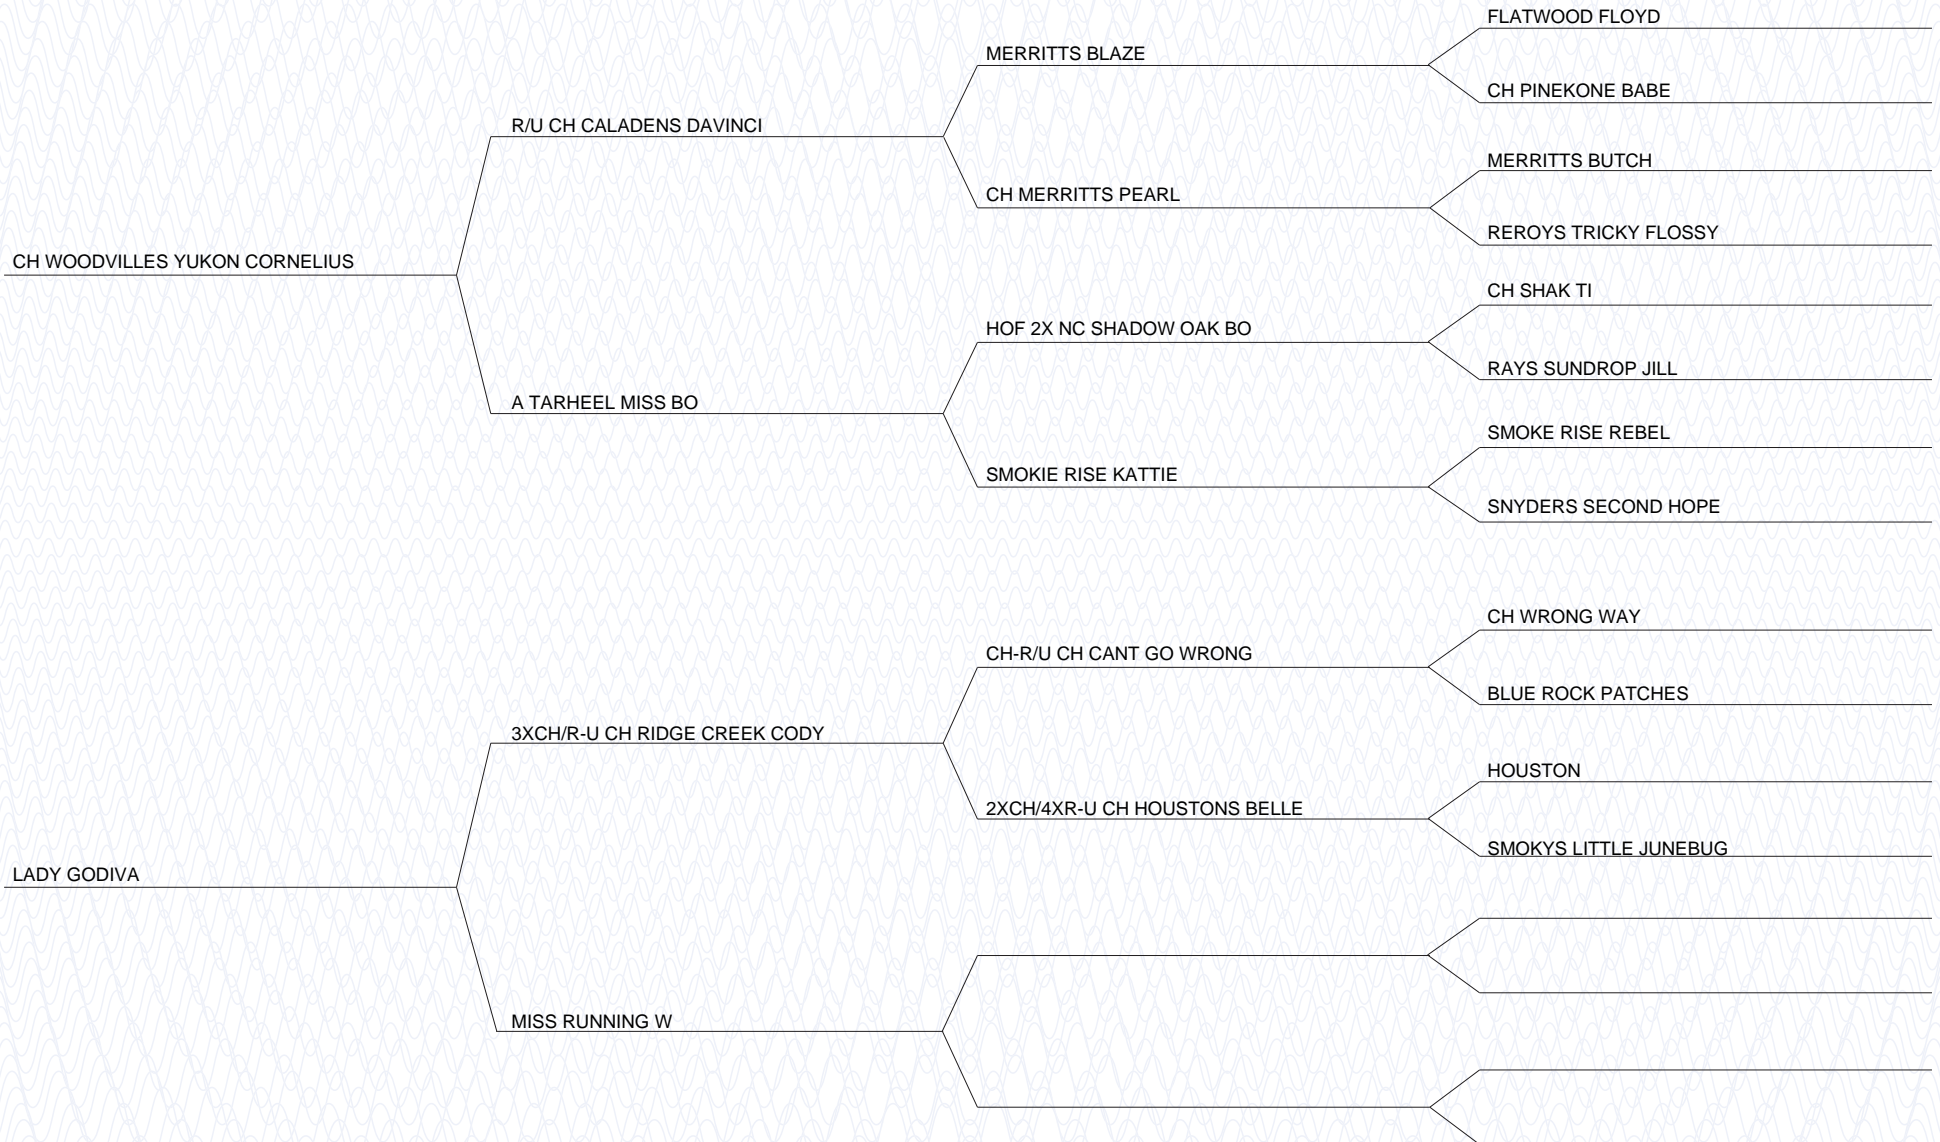 FLATWOOD FLOYD
MERRITTS BLAZE
CH PINEKONE BABE
R/U CH CALADENS DAVINCI
MERRITTS BUTCH
CH MERRITTS PEARL
REROYS TRICKY FLOSSY
CH WOODVILLES YUKON CORNELIUS
CH SHAK TI
HOF 2X NC SHADOW OAK BO
RAYS SUNDROP JILL
A TARHEEL MISS BO
SMOKE RISE REBEL
SMOKIE RISE KATTIE
SNYDERS SECOND HOPE
CH WRONG WAY
CH-R/U CH CANT GO WRONG
BLUE ROCK PATCHES
3XCH/R-U CH RIDGE CREEK CODY
HOUSTON
2XCH/4XR-U CH HOUSTONS BELLE
SMOKYS LITTLE JUNEBUG
LADY GODIVA
MISS RUNNING W